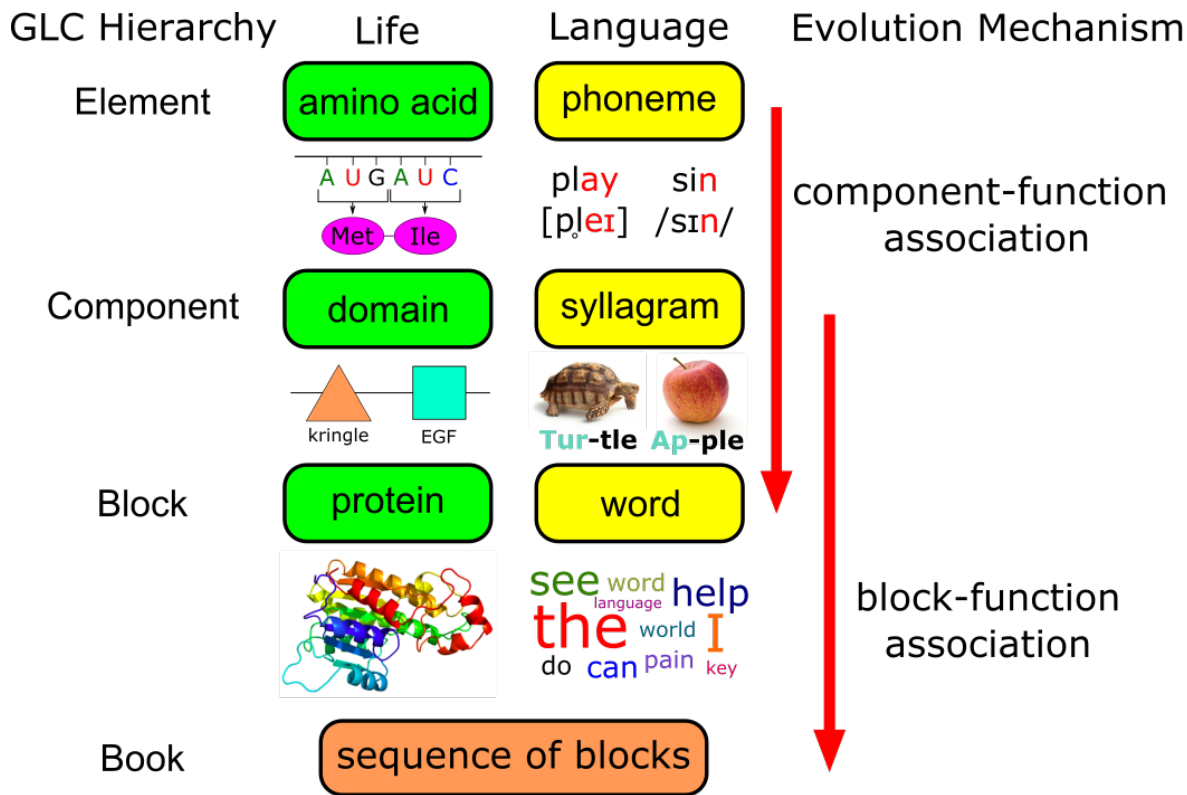 GLC Hierarchy Life Language Evolution Mechanism
Element amino acid phoneme
A U G A U C
Met Ile
play sin
[pl̥eɪ] /sɪn/
component-function
association
Component domain syllagram
kringle EGF
Tur-tle Ap-ple
Block protein word
see word help
language
the world I
do can pain key
block-function
association
Book sequence of blocks